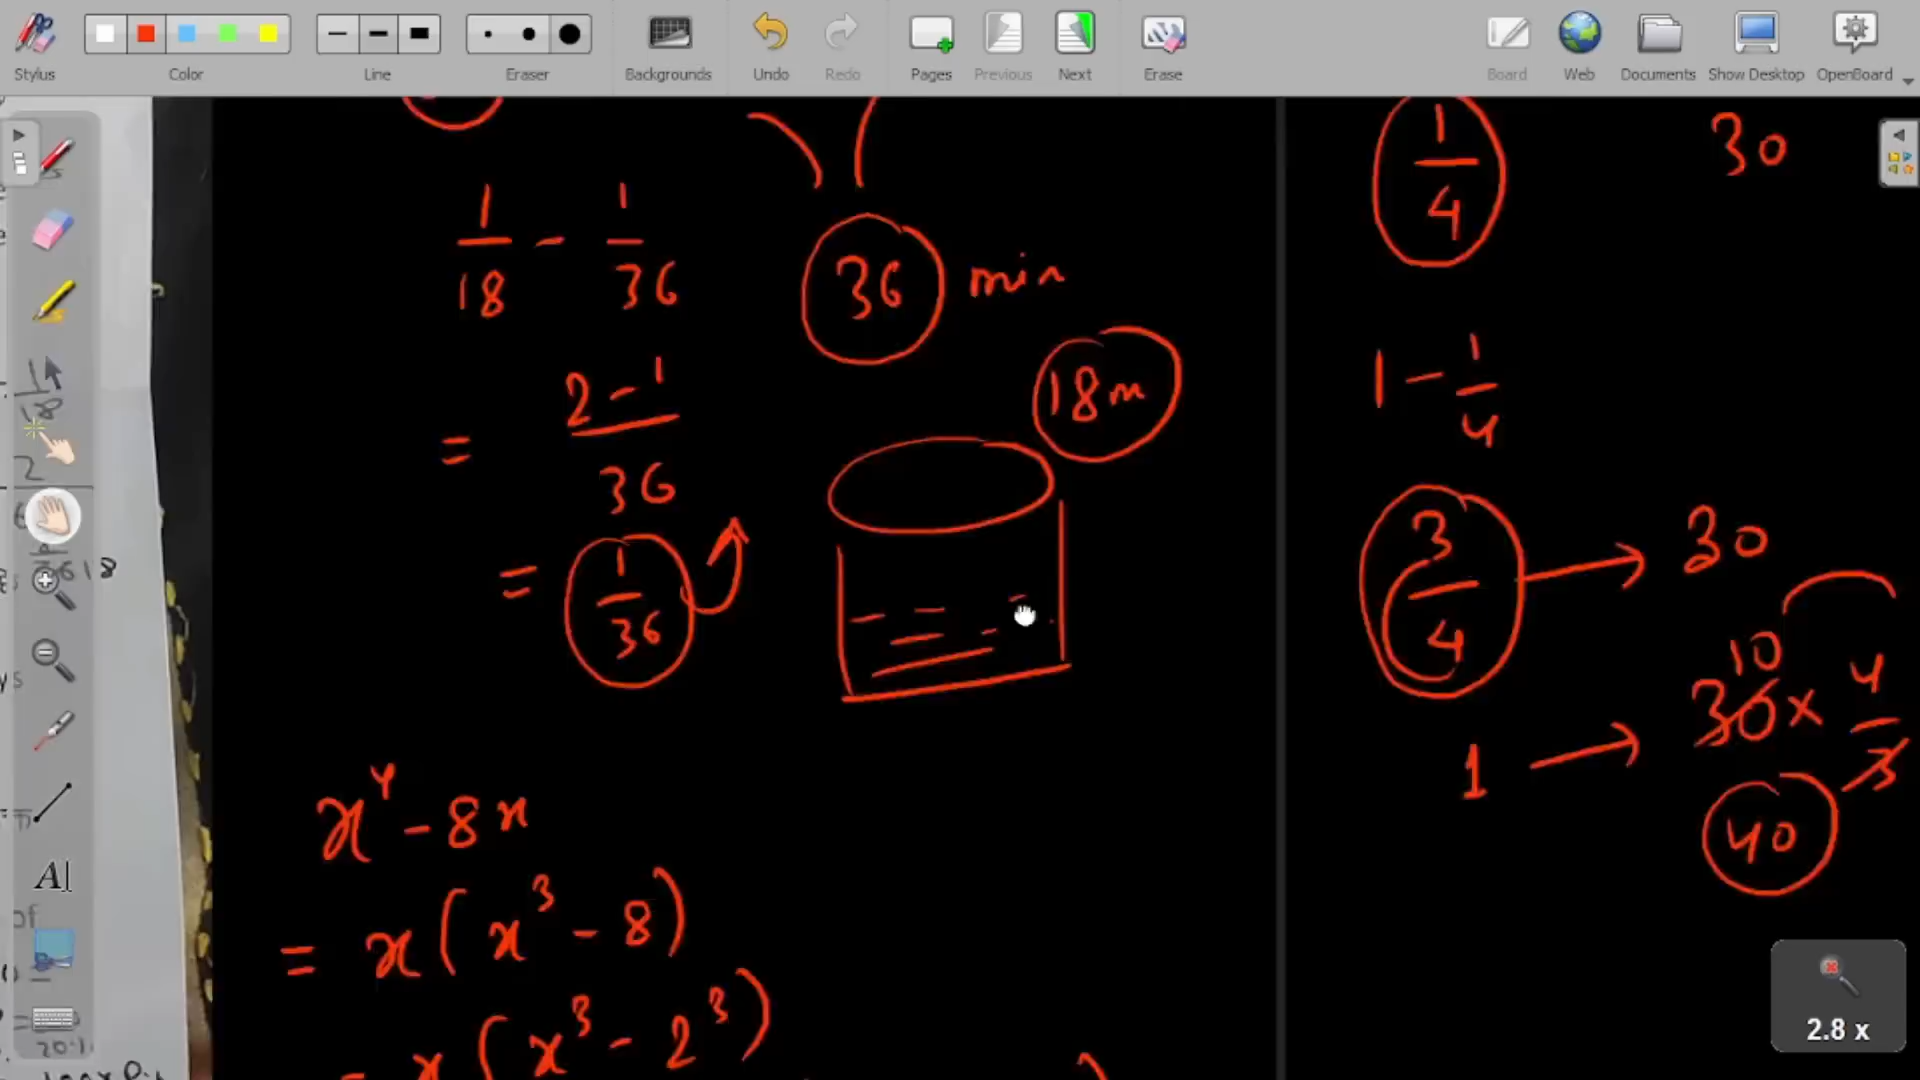 Stylus
Color
Line
Eraser
Backgrounds
Undo
Redo
Pages
Previous
Next
Erase
Board
Web
Documents
Show Desktop
OpenBoard
1/18 - 1/36
36 min
18m
= 2-1/36
= 1/36
x⁴ - 8x
= x(x³ - 8)
= x(x³ - 2³)
1/4
30
1 - 1/4
3/4 → 30
1 → 30 × 4/3
10
40
A|
of
2.8 x